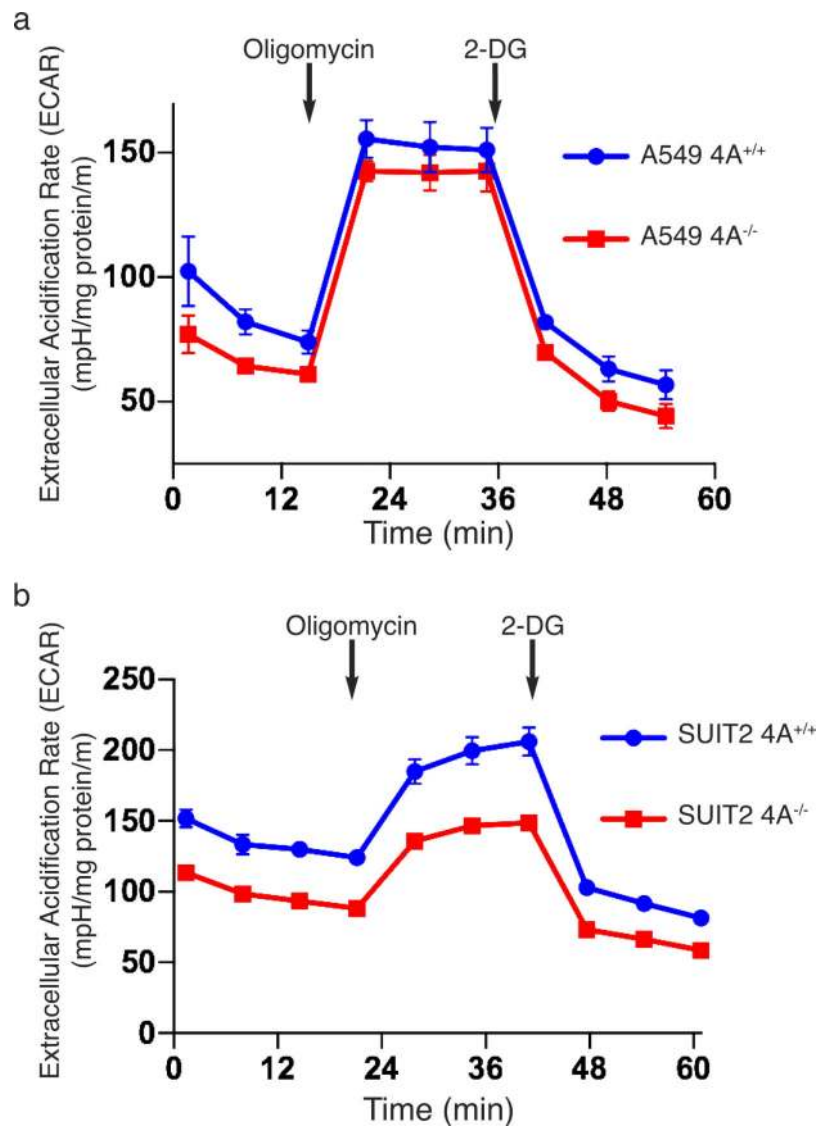 a
Oligomycin 2-DG
Extracellular Acidification Rate (ECAR)
(mpH/mg protein/m)
150
100
50
A549 4A+/+
A549 4A-/-
0 12 24 36 48 60
Time (min)
b
Oligomycin 2-DG
Extracellular Acidification Rate (ECAR)
(mpH/mg protein/m)
250
200
150
100
50
0
SUIT2 4A+/+
SUIT2 4A-/-
0 12 24 36 48 60
Time (min)